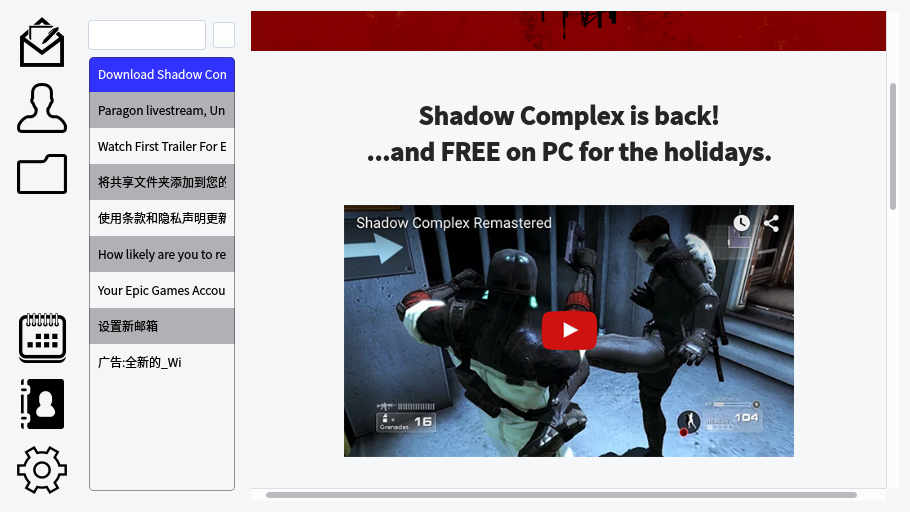 Download Shadow Con
Paragon livestream, Un
Watch First Trailer For E
将共享文件夹添加到您的
使用条款和隐私声明更新
How likely are you to re
Your Epic Games Accou
设置新邮箱
广告:全新的_Wi
Shadow Complex is back!
...and FREE on PC for the holidays.
Shadow Complex Remastered
Grenades
16
104